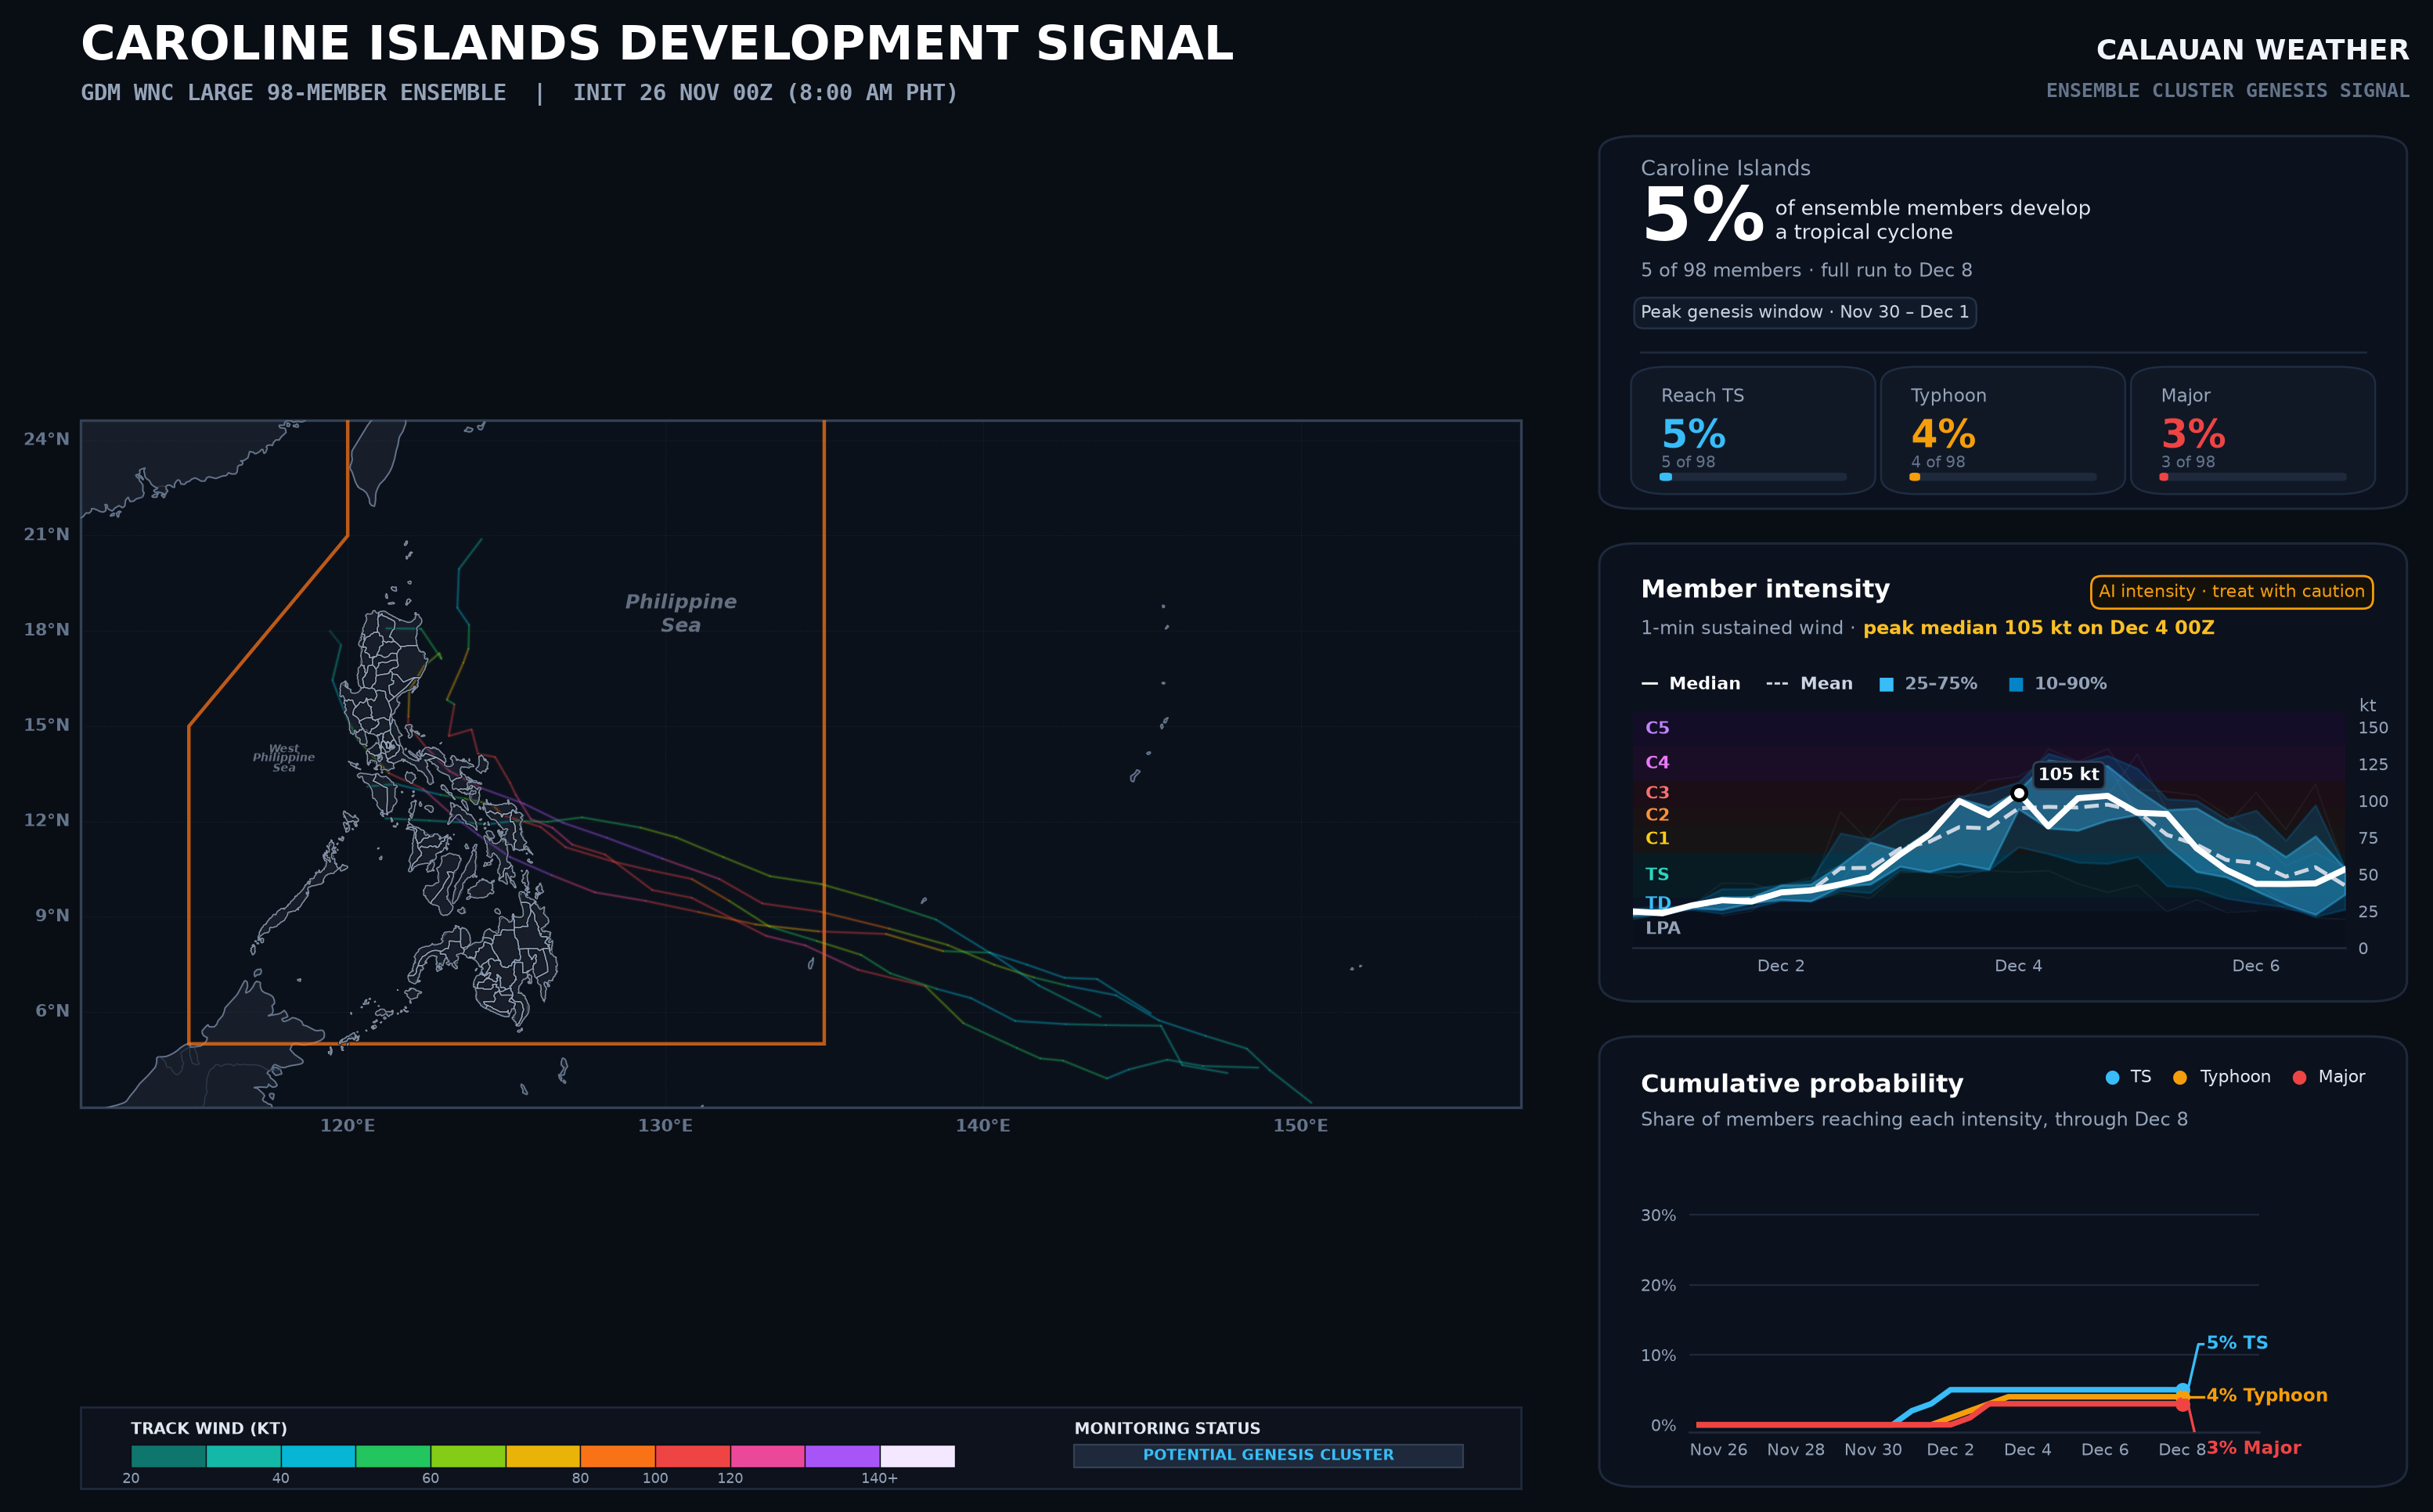 CAROLINE ISLANDS DEVELOPMENT SIGNAL
GDM WNC LARGE 98-MEMBER ENSEMBLE | INIT 26 NOV 00Z (8:00 AM PHT)
CALAUAN WEATHER
ENSEMBLE CLUSTER GENESIS SIGNAL
24°N
21°N
18°N
15°N
12°N
9°N
6°N
120°E
130°E
140°E
150°E
Philippine
Sea
West
Philippine
Sea
TRACK WIND (KT)
20
40
60
80
100
120
140+
MONITORING STATUS
POTENTIAL GENESIS CLUSTER
Caroline Islands
5%
of ensemble members develop
a tropical cyclone
5 of 98 members · full run to Dec 8
Peak genesis window · Nov 30 – Dec 1
Reach TS
5%
5 of 98
Typhoon
4%
4 of 98
Major
3%
3 of 98
Member intensity
AI intensity · treat with caution
1-min sustained wind · peak median 105 kt on Dec 4 00Z
Median
Mean
25–75%
10–90%
kt
C5
C4
C3
C2
C1
TS
TD
LPA
105 kt
150
125
100
75
50
25
0
Dec 2
Dec 4
Dec 6
Cumulative probability
TS
Typhoon
Major
Share of members reaching each intensity, through Dec 8
30%
20%
10%
0%
5% TS
4% Typhoon
3% Major
Nov 26
Nov 28
Nov 30
Dec 2
Dec 4
Dec 6
Dec 8